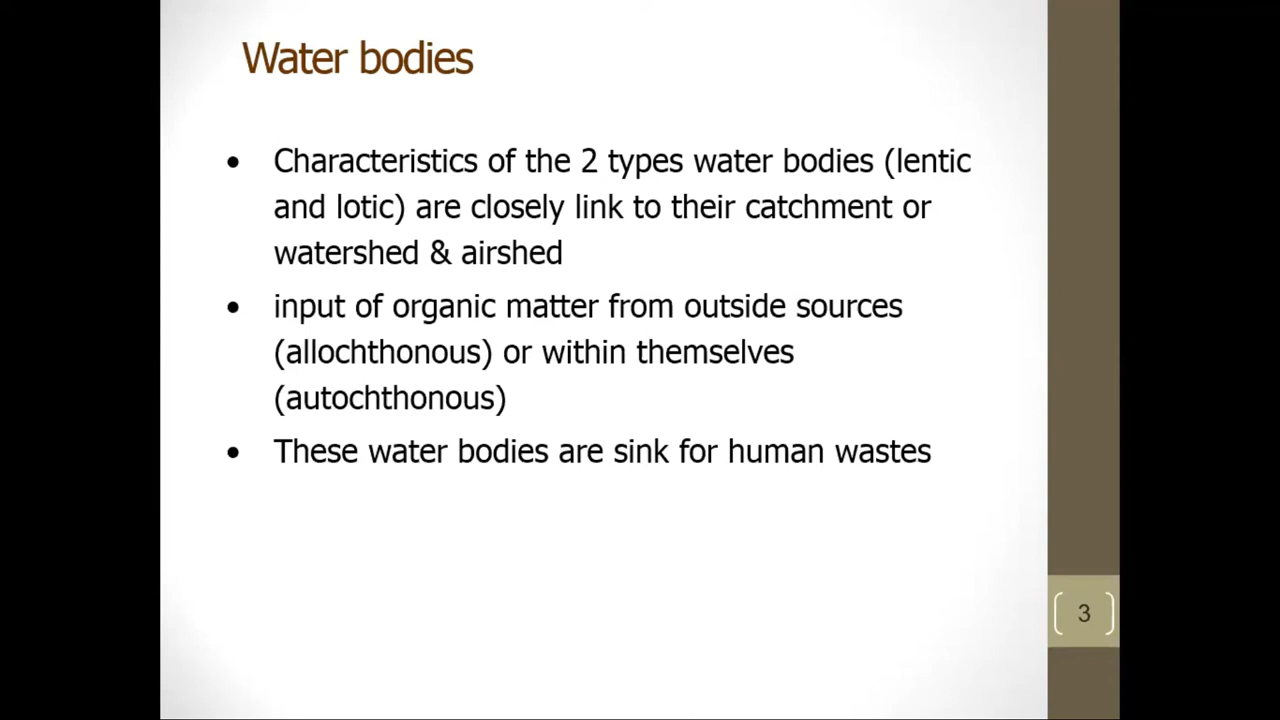 Water bodies
• Characteristics of the 2 types water bodies (lentic
and lotic) are closely link to their catchment or
watershed & airshed
• input of organic matter from outside sources
(allochthonous) or within themselves
(autochthonous)
• These water bodies are sink for human wastes
3